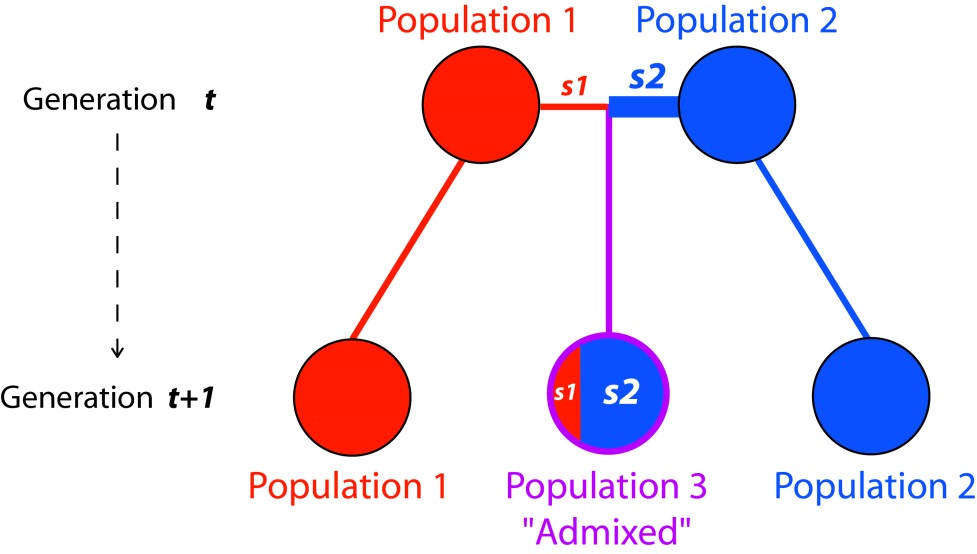 Population 1
Population 2
Generation t
s1
s2
Generation t+1
s1
s2
Population 1
Population 3
"Admixed"
Population 2